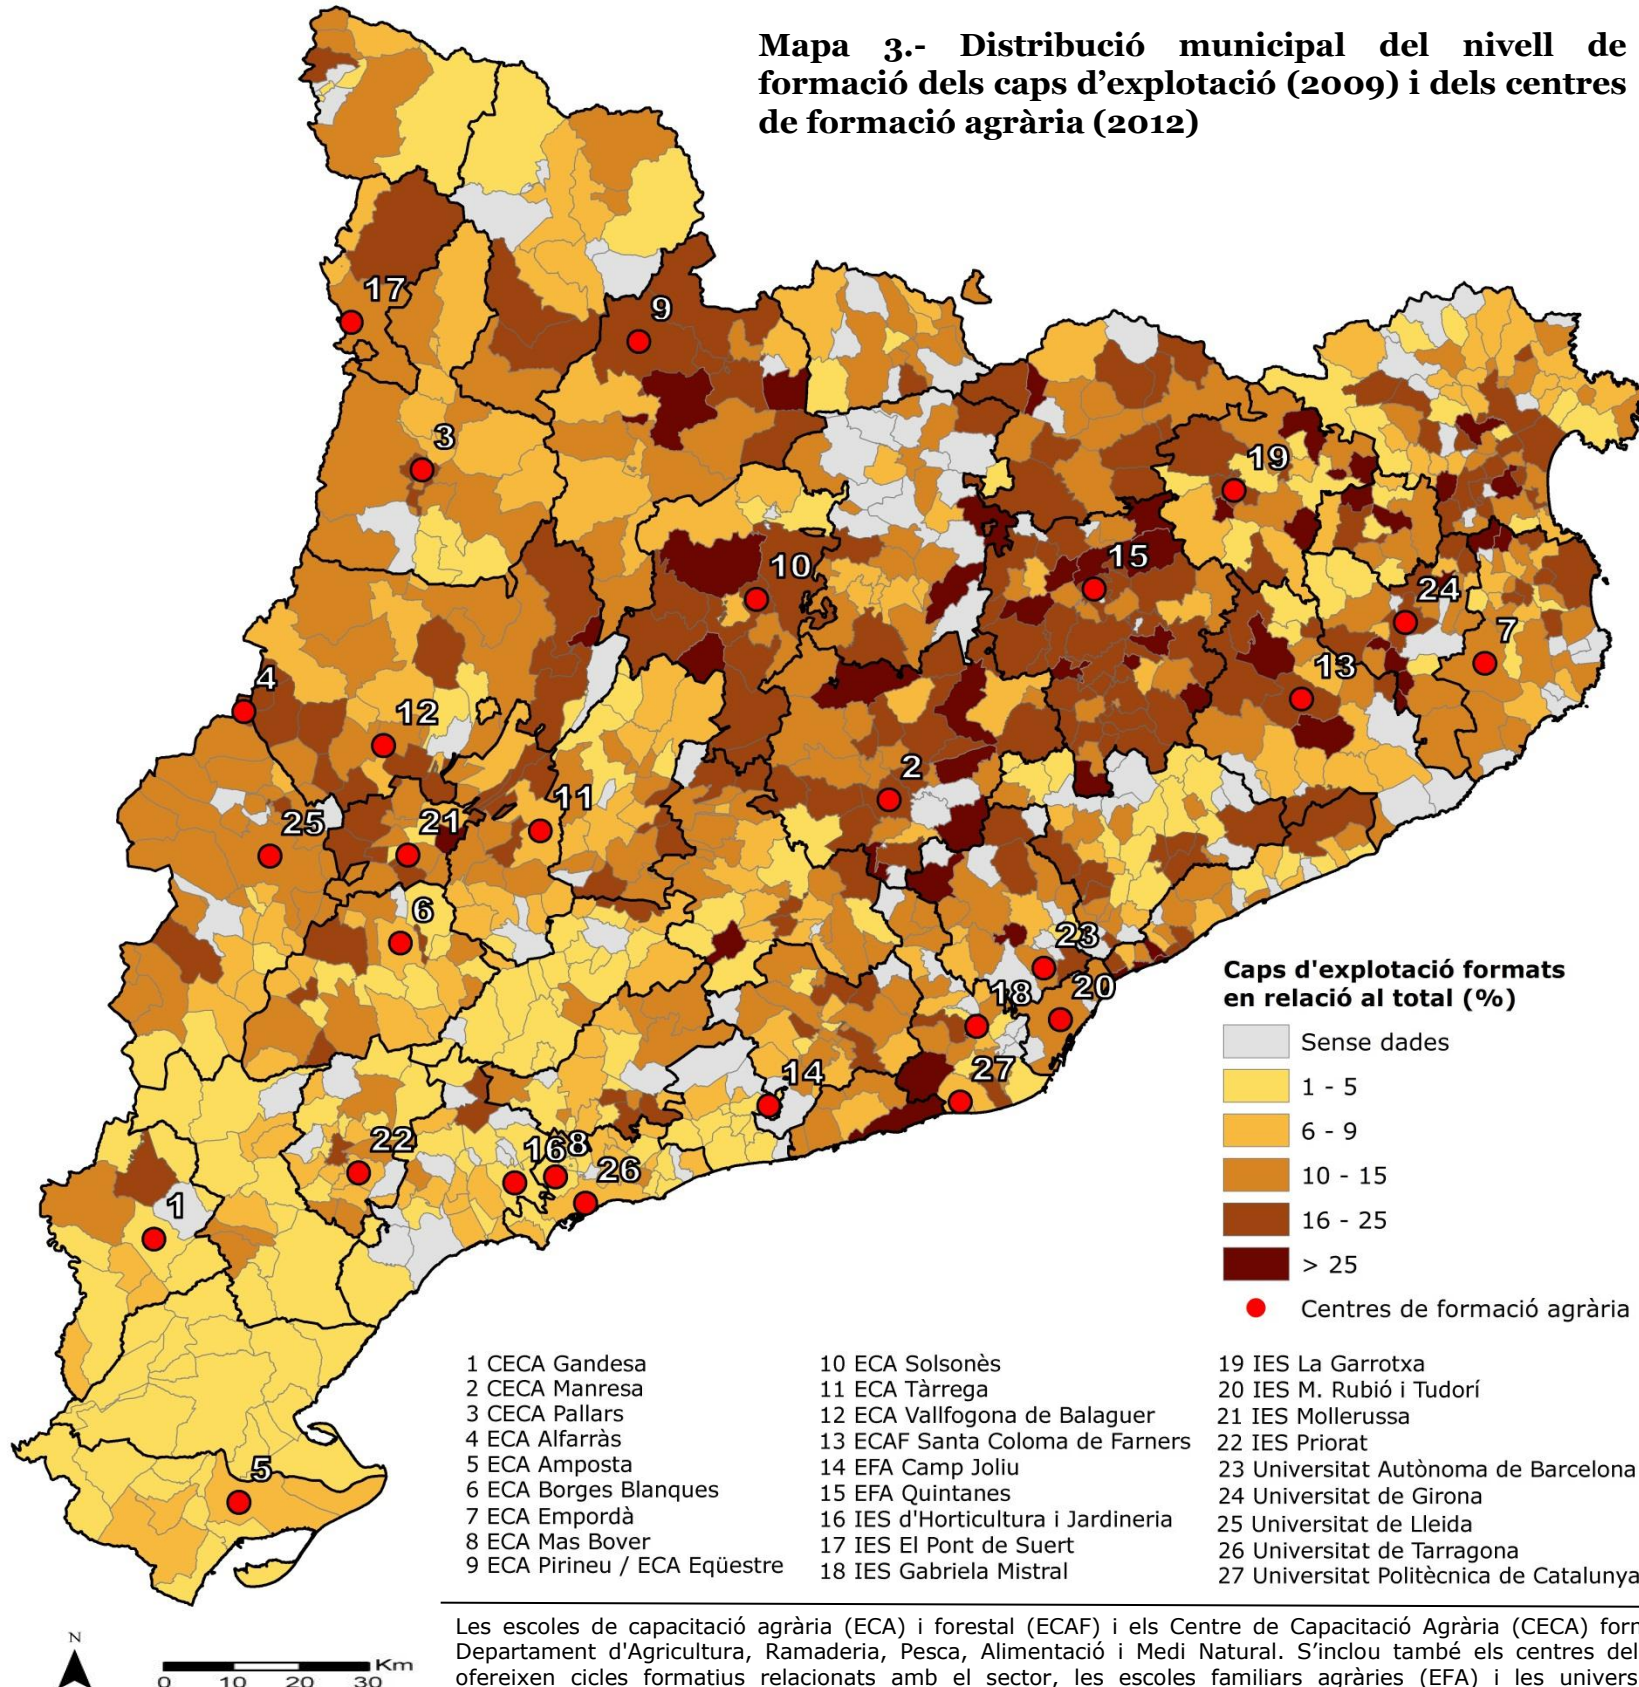 Mapa 3.- Distribució municipal del nivell de
formació dels caps d'explotació (2009) i dels centres
de formació agrària (2012)
17
9
3
19
15
10
24
7
13
4
12
2
11
25
21
6
23
20
18
27
14
22
16
8
26
1
5
Caps d'explotació formats
en relació al total (%)
Sense dades
1 - 5
6 - 9
10 - 15
16 - 25
> 25
Centres de formació agrària
1 CECA Gandesa
2 CECA Manresa
3 CECA Pallars
4 ECA Alfarràs
5 ECA Amposta
6 ECA Borges Blanques
7 ECA Empordà
8 ECA Mas Bover
9 ECA Pirineu / ECA Eqüestre
10 ECA Solsonès
11 ECA Tàrrega
12 ECA Vallfogona de Balaguer
13 ECAF Santa Coloma de Farners
14 EFA Camp Joliu
15 EFA Quintanes
16 IES d'Horticultura i Jardineria
17 IES El Pont de Suert
18 IES Gabriela Mistral
19 IES La Garrotxa
20 IES M. Rubió i Tudorí
21 IES Mollerussa
22 IES Priorat
23 Universitat Autònoma de Barcelona
24 Universitat de Girona
25 Universitat de Lleida
26 Universitat de Tarragona
27 Universitat Politècnica de Catalunya
N
Km
0 10 20 30
Les escoles de capacitació agrària (ECA) i forestal (ECAF) i els Centre de Capacitació Agrària (CECA) forn
Departament d'Agricultura, Ramaderia, Pesca, Alimentació i Medi Natural. S'inclou també els centres del
ofereixen cicles formatius relacionats amb el sector, les escoles familiars agràries (EFA) i les univers